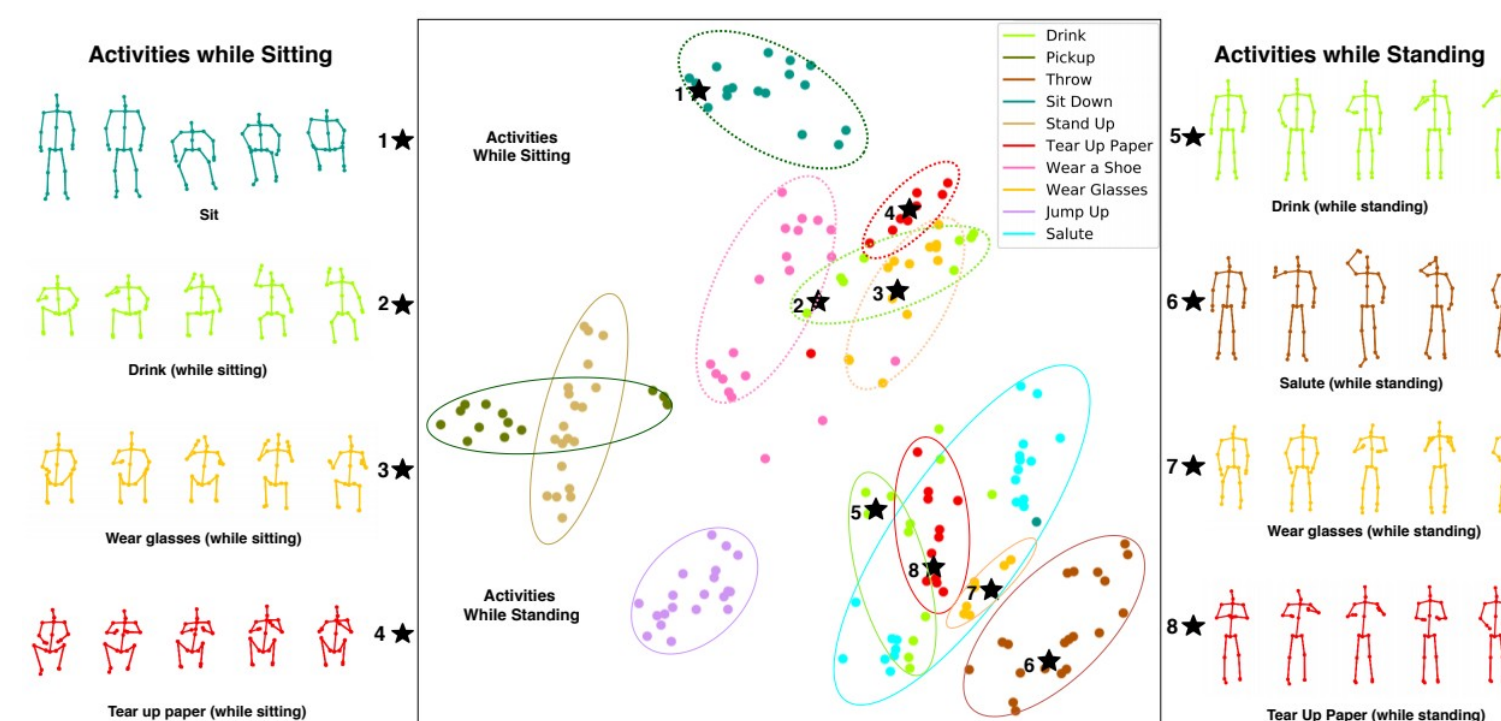 Activities while Sitting
1
Sit
2
Drink (while sitting)
3
Wear glasses (while sitting)
4
Tear up paper (while sitting)
Activities
While Sitting
Activities
While Standing
1
2
3
4
5
6
7
8
Drink
Pickup
Throw
Sit Down
Stand Up
Tear Up Paper
Wear a Shoe
Wear Glasses
Jump Up
Salute
Activities while Standing
5
Drink (while standing)
6
Salute (while standing)
7
Wear glasses (while standing)
8
Tear Up Paper (while standing)